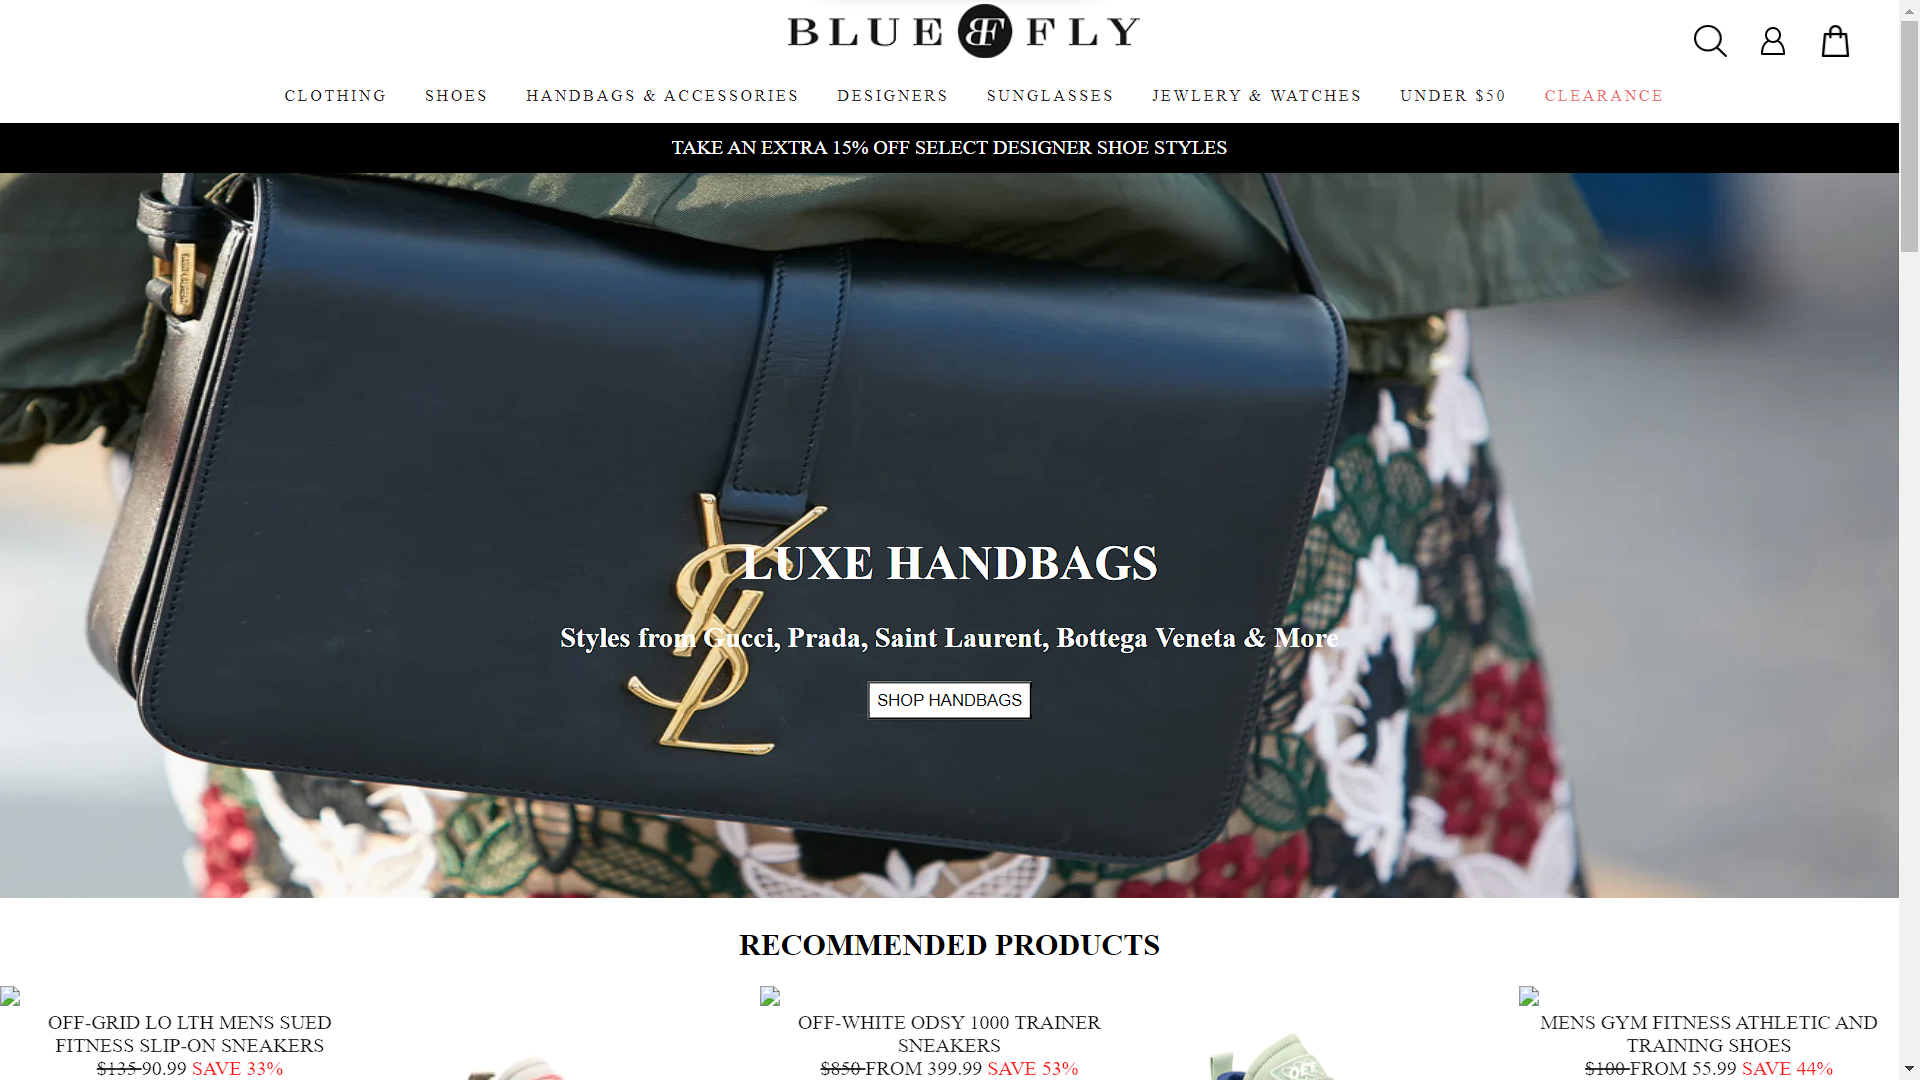 BLUE BF FLY
CLOTHING SHOES HANDBAGS & ACCESSORIES DESIGNERS SUNGLASSES JEWLERY & WATCHES UNDER $50 CLEARANCE
TAKE AN EXTRA 15% OFF SELECT DESIGNER SHOE STYLES
YSL
LUXE HANDBAGS
Styles from Gucci, Prada, Saint Laurent, Bottega Veneta & More
SHOP HANDBAGS
RECOMMENDED PRODUCTS
OFF-GRID LO LTH MENS SUED
FITNESS SLIP-ON SNEAKERS
$135 90.99 SAVE 33%
OFF-WHITE ODSY 1000 TRAINER
SNEAKERS
$850 FROM 399.99 SAVE 53%
OFF
MENS GYM FITNESS ATHLETIC AND
TRAINING SHOES
$100 FROM 55.99 SAVE 44%